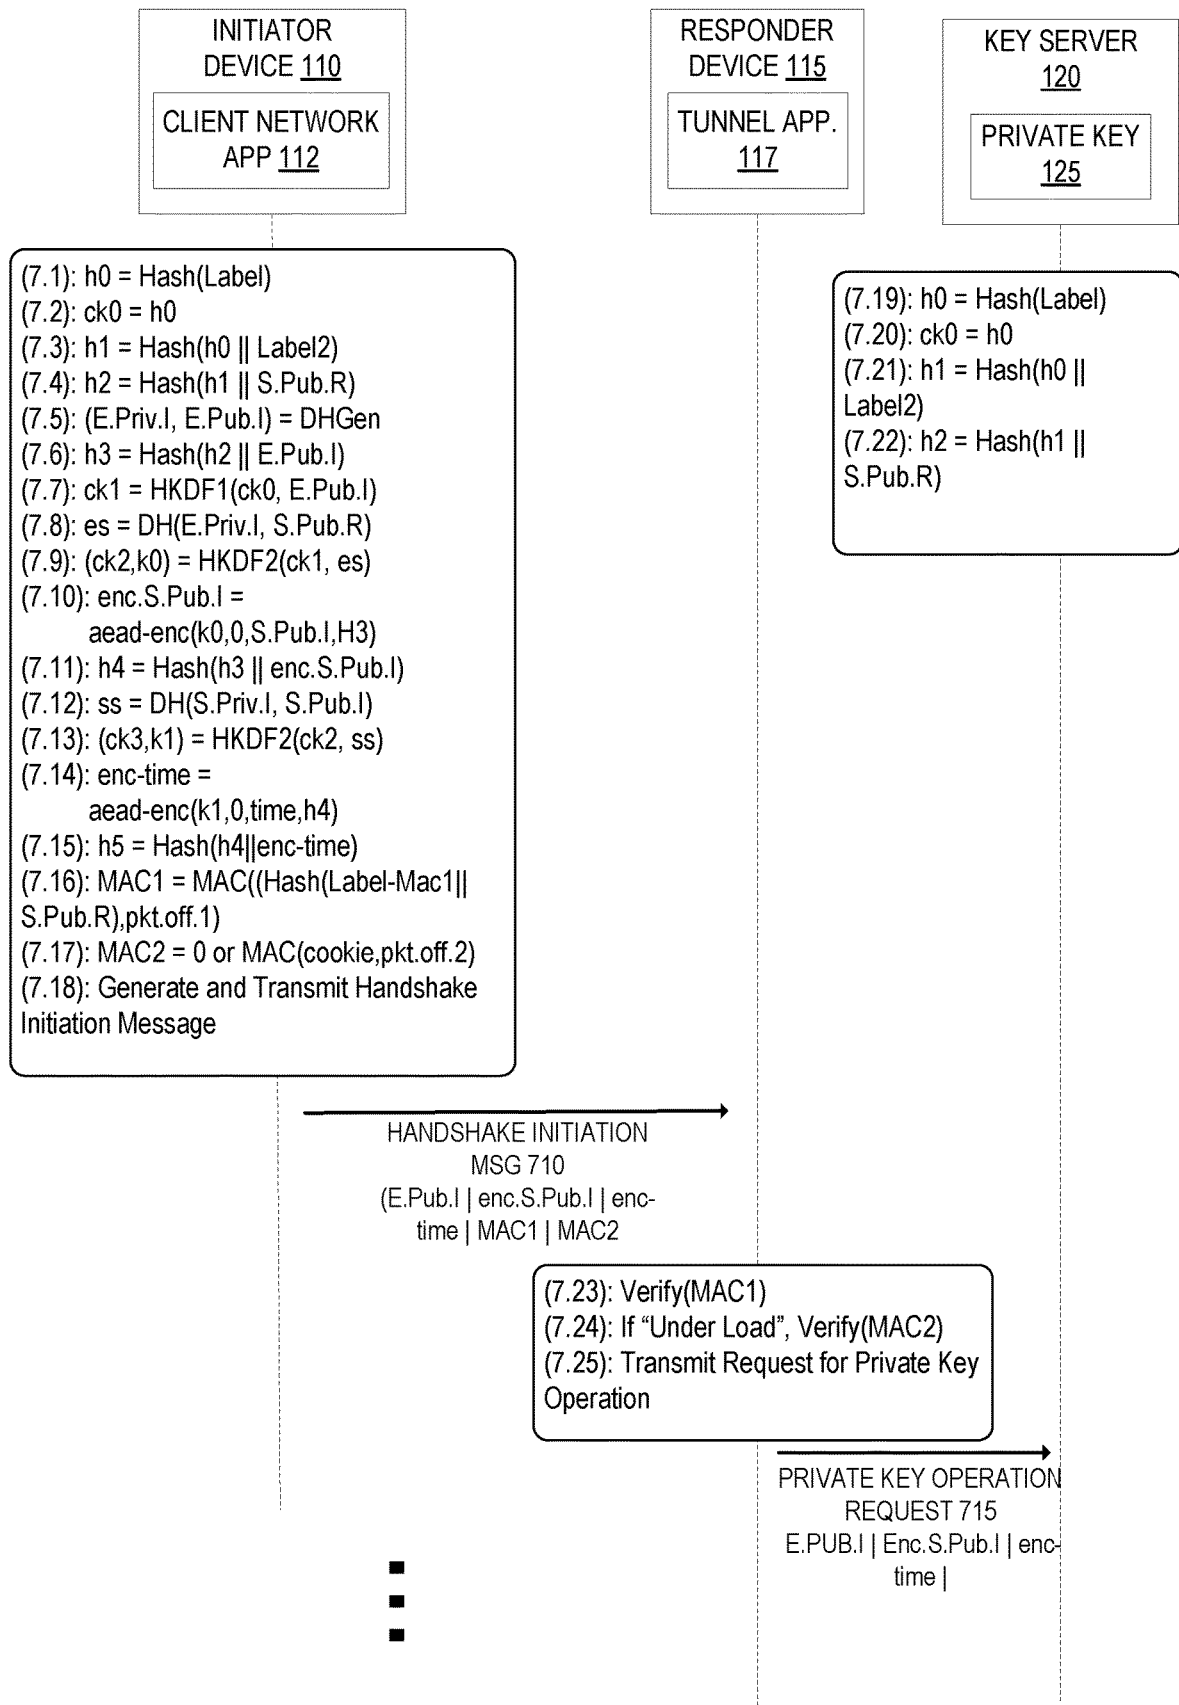 INITIATOR
DEVICE 110
CLIENT NETWORK
APP 112
RESPONDER
DEVICE 115
TUNNEL APP.
117
KEY SERVER
120
PRIVATE KEY
125
(7.1): h0 = Hash(Label)
(7.2): ck0 = h0
(7.3): h1 = Hash(h0 || Label2)
(7.4): h2 = Hash(h1 || S.Pub.R)
(7.5): (E.Priv.I, E.Pub.I) = DHGen
(7.6): h3 = Hash(h2 || E.Pub.I)
(7.7): ck1 = HKDF1(ck0, E.Pub.I)
(7.8): es = DH(E.Priv.I, S.Pub.R)
(7.9): (ck2,k0) = HKDF2(ck1, es)
(7.10): enc.S.Pub.I =
aead-enc(k0,0,S.Pub.I,H3)
(7.11): h4 = Hash(h3 || enc.S.Pub.I)
(7.12): ss = DH(S.Priv.I, S.Pub.I)
(7.13): (ck3,k1) = HKDF2(ck2, ss)
(7.14): enc-time =
aead-enc(k1,0,time,h4)
(7.15): h5 = Hash(h4||enc-time)
(7.16): MAC1 = MAC((Hash(Label-Mac1||
S.Pub.R),pkt.off.1)
(7.17): MAC2 = 0 or MAC(cookie,pkt.off.2)
(7.18): Generate and Transmit Handshake
Initiation Message
(7.19): h0 = Hash(Label)
(7.20): ck0 = h0
(7.21): h1 = Hash(h0 ||
Label2)
(7.22): h2 = Hash(h1 ||
S.Pub.R)
HANDSHAKE INITIATION
MSG 710
(E.Pub.I | enc.S.Pub.I | enc-
time | MAC1 | MAC2
(7.23): Verify(MAC1)
(7.24): If “Under Load”, Verify(MAC2)
(7.25): Transmit Request for Private Key
Operation
PRIVATE KEY OPERATION
REQUEST 715
E.PUB.I | Enc.S.Pub.I | enc-
time |